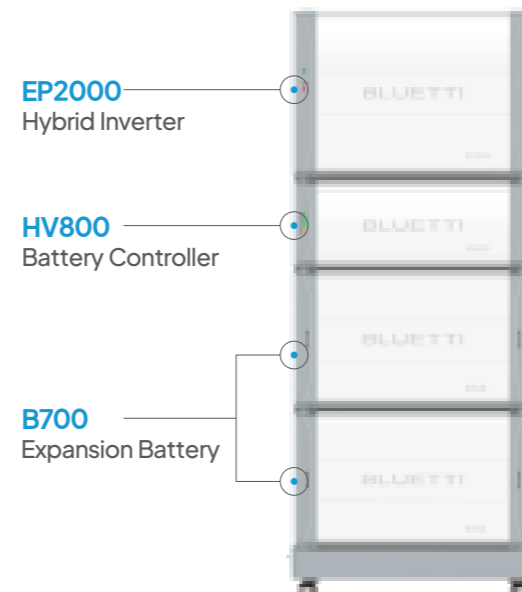 EP2000
Hybrid Inverter
BLUETTI
HV800
Battery Controller
BLUETTI
BLUETTI
B700
Expansion Battery
BLUETTI